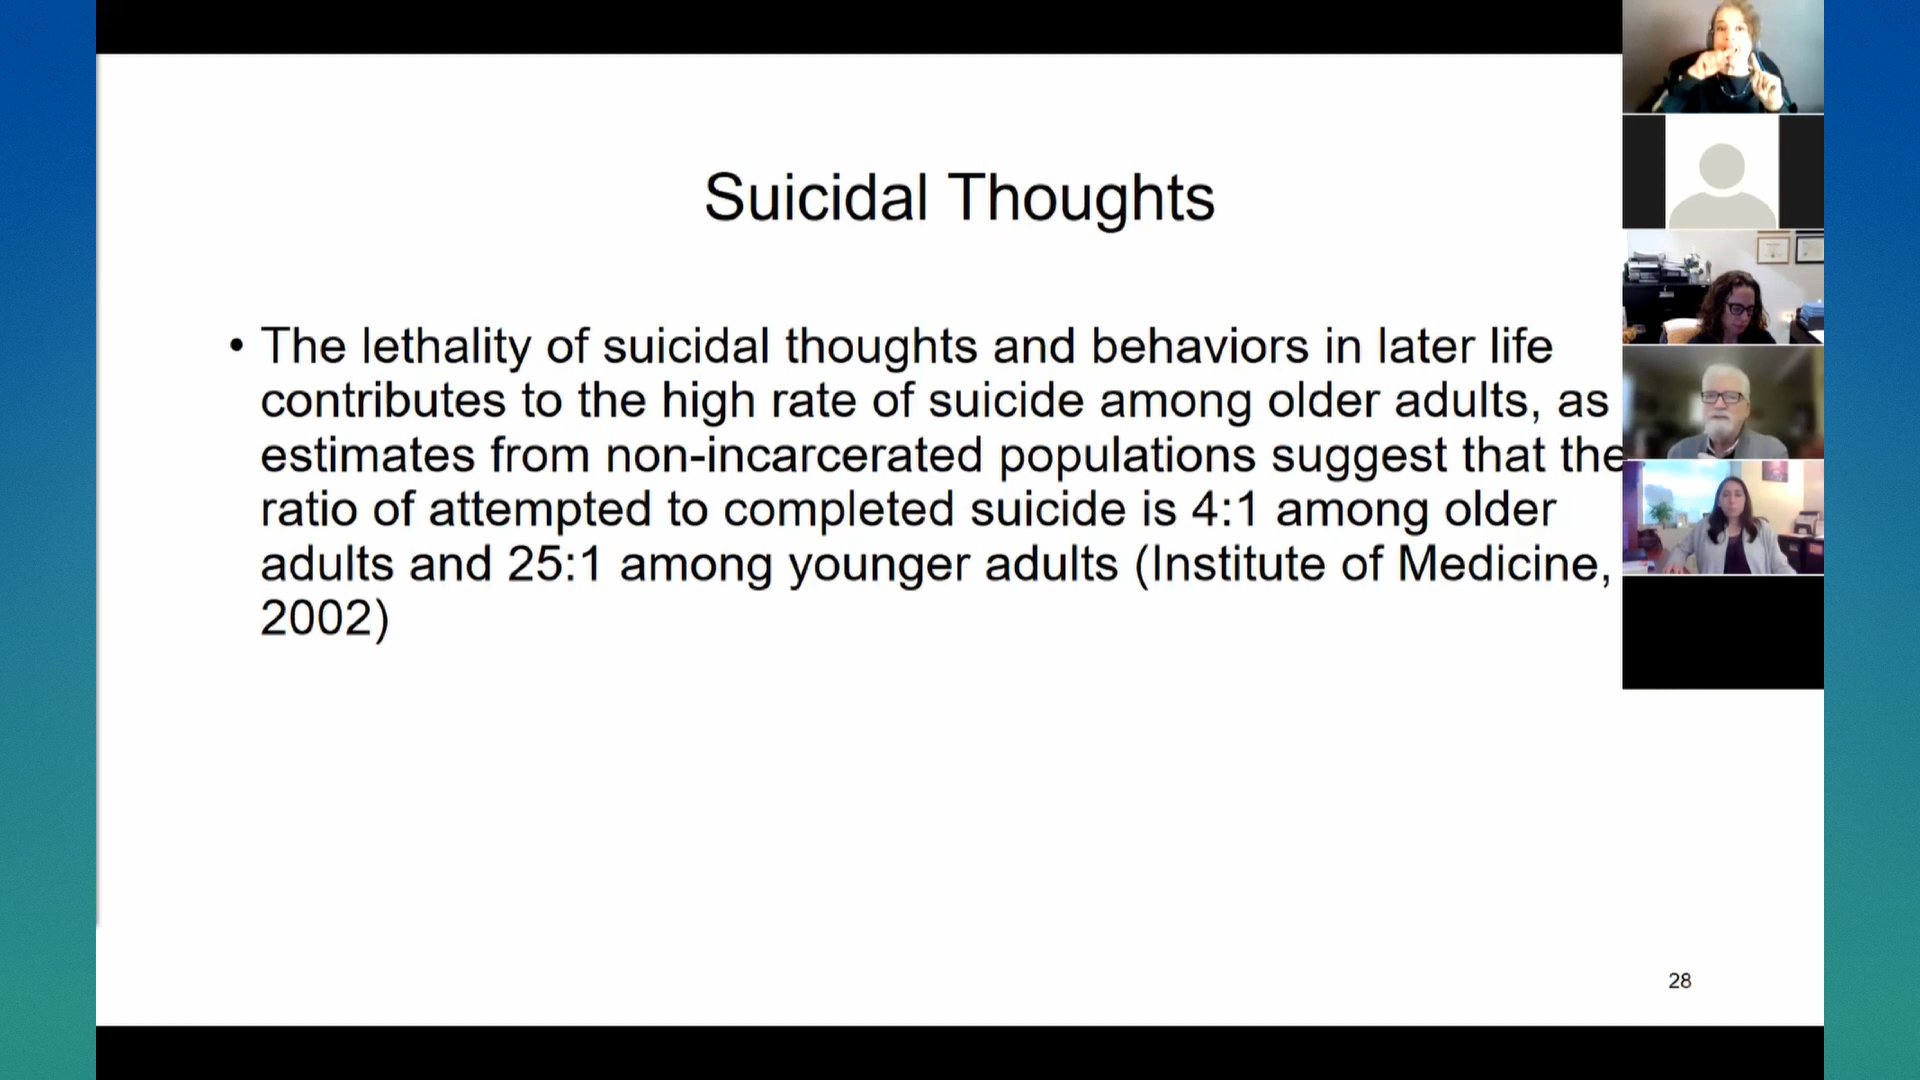 Suicidal Thoughts
• The lethality of suicidal thoughts and behaviors in later life
contributes to the high rate of suicide among older adults, as
estimates from non-incarcerated populations suggest that the
ratio of attempted to completed suicide is 4:1 among older
adults and 25:1 among younger adults (Institute of Medicine,
2002)
28